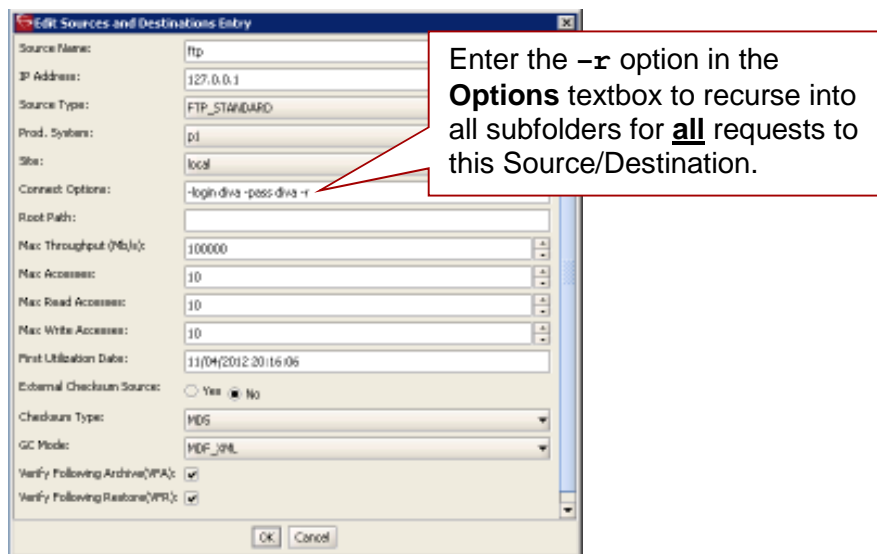 Edit Sources and Destinations Entry
Source Name:
ftp
IP Address:
127.0.0.1
Source Type:
FTP_STANDARD
Prod. System:
p1
Site:
local
Connect Options:
-login diva -pass diva -r
Root Path:
Max Throughput (Mb/s):
100000
Max Accesses:
10
Max Read Accesses:
10
Max Write Accesses:
10
First Utilization Date:
11/04/2012 20:16:06
External Checksum Source:
Yes
No
Checksum Type:
MD5
GC Mode:
MDF_XML
Verify Following Archive(VFA):
Verify Following Restore(VFR):
OK
Cancel
Enter the –r option in the
Options textbox to recurse into
all subfolders for all requests to
this Source/Destination.